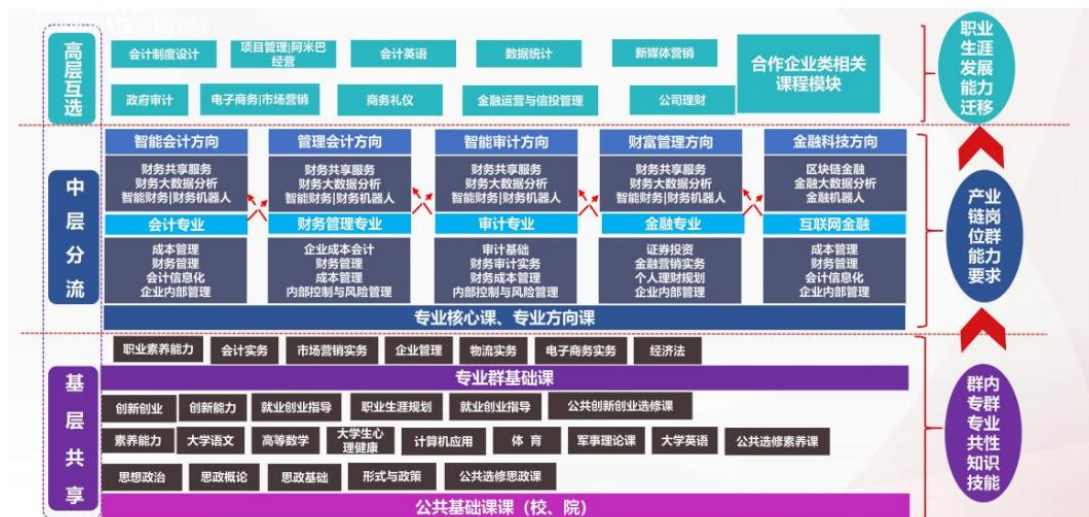 高层互选
会计制度设计
项目管理|阿米巴
经营
会计英语
数据统计
新媒体营销
合作企业类相关
课程模块
政府审计
电子商务|市场营销
商务礼仪
金融运营与信投管理
公司理财
职业
生涯
发展
能力
迁移
中层分流
智能会计方向
财务共享服务
财务大数据分析
智能财务|财务机器人
会计专业
成本管理
财务管理
会计信息化
企业内部管理
管理会计方向
财务共享服务
财务大数据分析
智能财务|财务机器人
财务管理专业
企业成本会计
财务管理
成本管理
内部控制与风险管理
智能审计方向
财务共享服务
财务大数据分析
智能财务|财务机器人
审计专业
审计基础
财务审计实务
财务成本管理
内部控制与风险管理
财富管理方向
财务共享服务
财务大数据分析
智能财务|财务机器人
金融专业
证券投资
金融营销实务
个人理财规划
企业内部管理
金融科技方向
区块链金融
金融大数据分析
金融机器人
互联网金融
成本管理
财务管理
会计信息化
企业内部管理
专业核心课、专业方向课
产业
链岗
位群
能力
要求
基层共享
职业素养能力
会计实务
市场营销实务
企业管理
物流实务
电子商务实务
经济法
专业群基础课
创新创业
创新能力
就业创业指导
职业生涯规划
就业创业指导
公共创新创业选修课
素养能力
大学语文
高等数学
大学生心
理健康
计算机应用
体 育
军事理论课
大学英语
公共选修素养课
思想政治
思政概论
思政基础
形式与政策
公共选修思政课
公共基础课课（校、院）
群内
专群
专业
共性
知识
技能